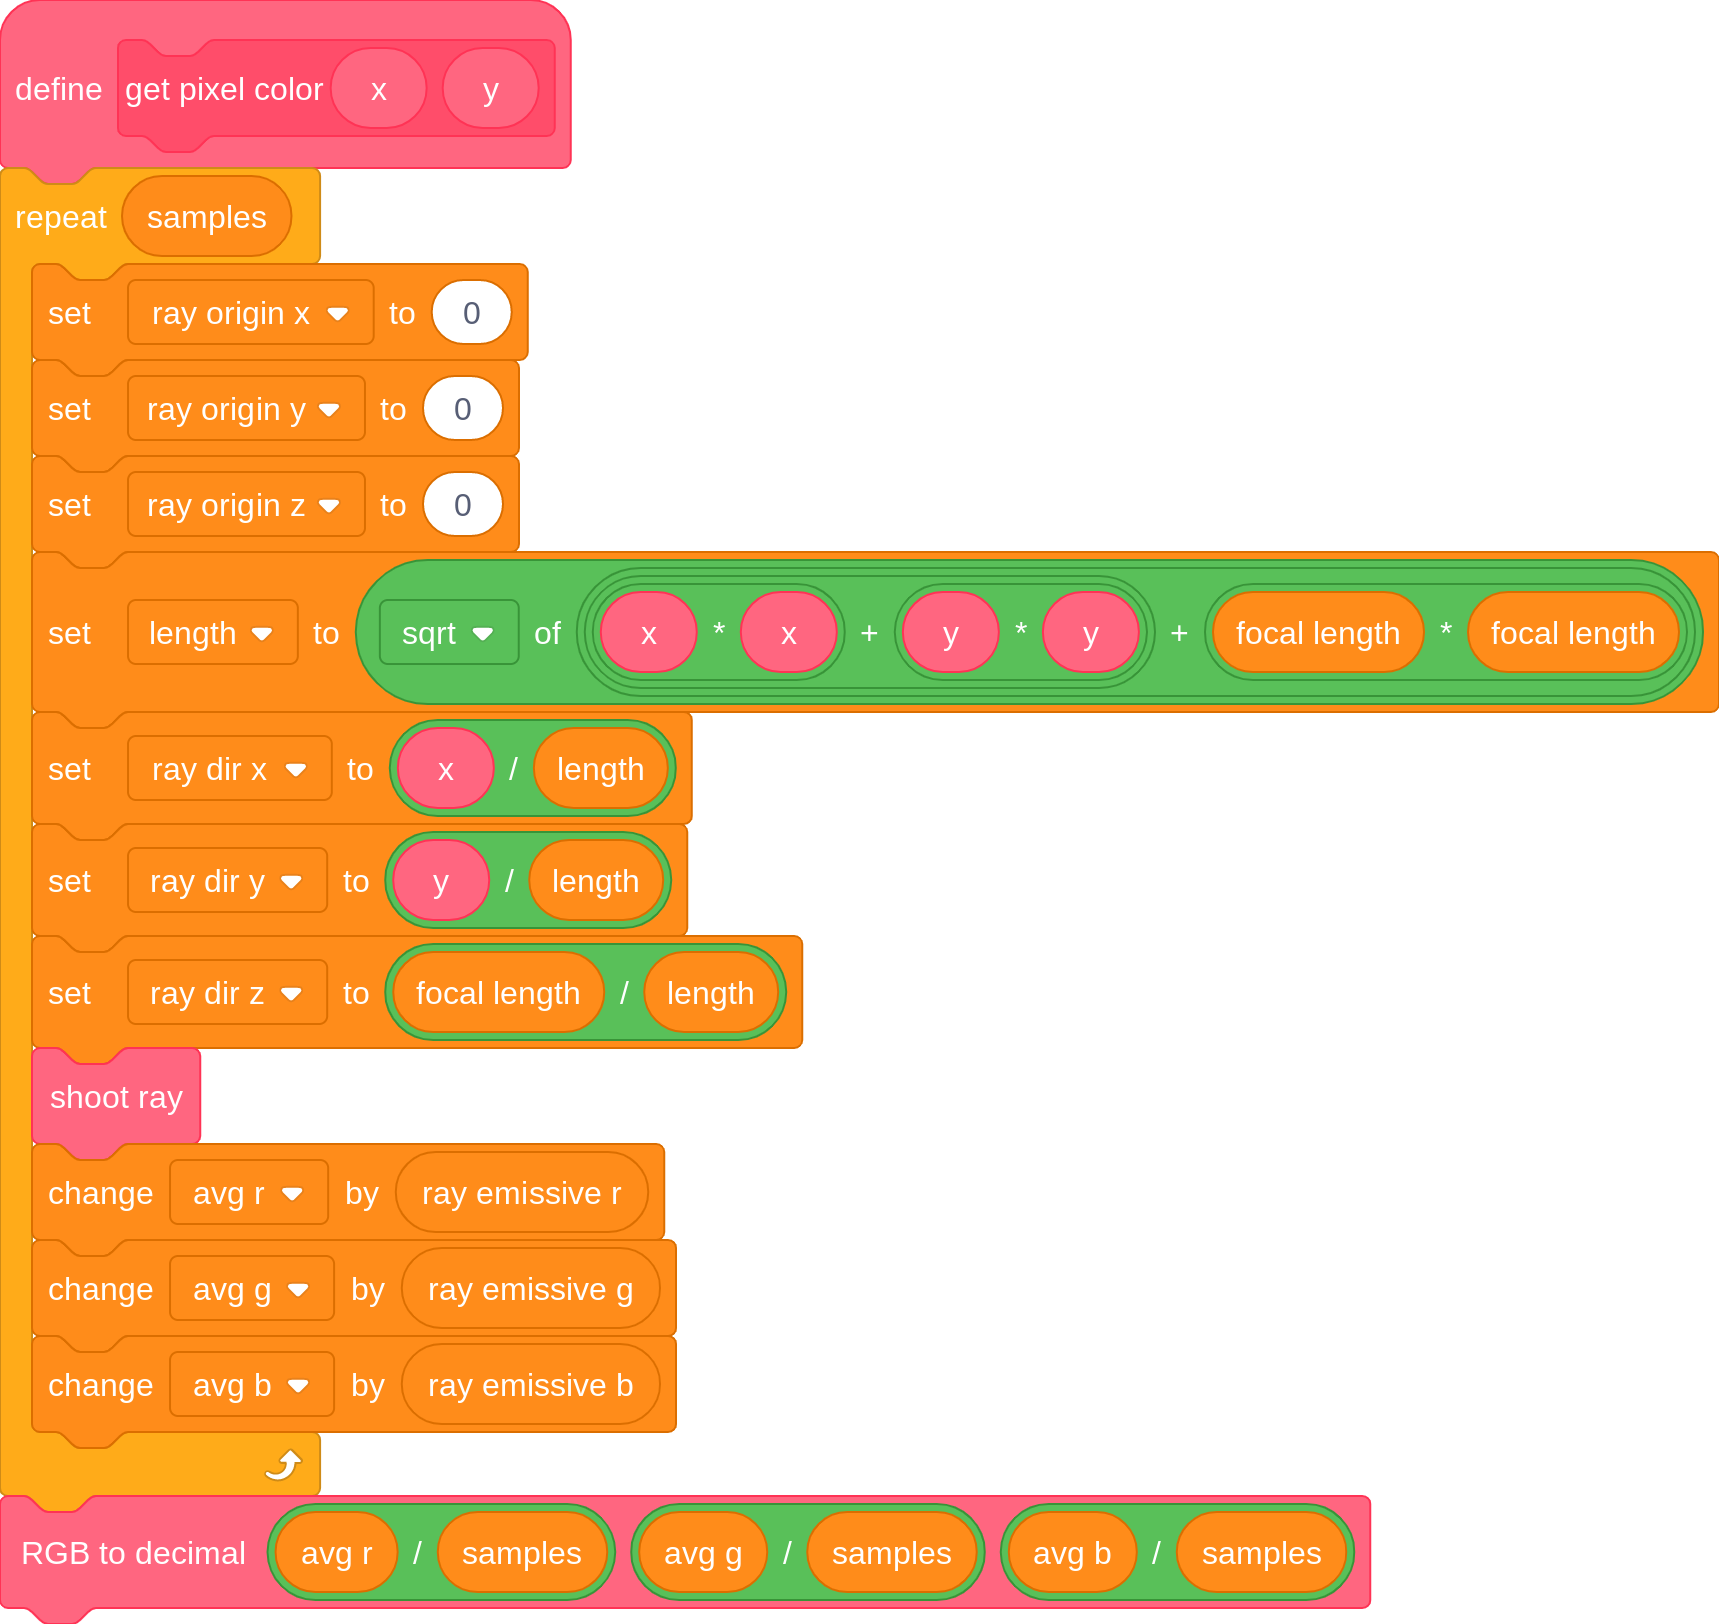 define get pixel color x y
repeat samples
set ray origin x to 0
set ray origin y to 0
set ray origin z to 0
set length to sqrt of x * x + y * y + focal length * focal length
set ray dir x to x / length
set ray dir y to y / length
set ray dir z to focal length / length
shoot ray
change avg r by ray emissive r
change avg g by ray emissive g
change avg b by ray emissive b
RGB to decimal avg r / samples avg g / samples avg b / samples